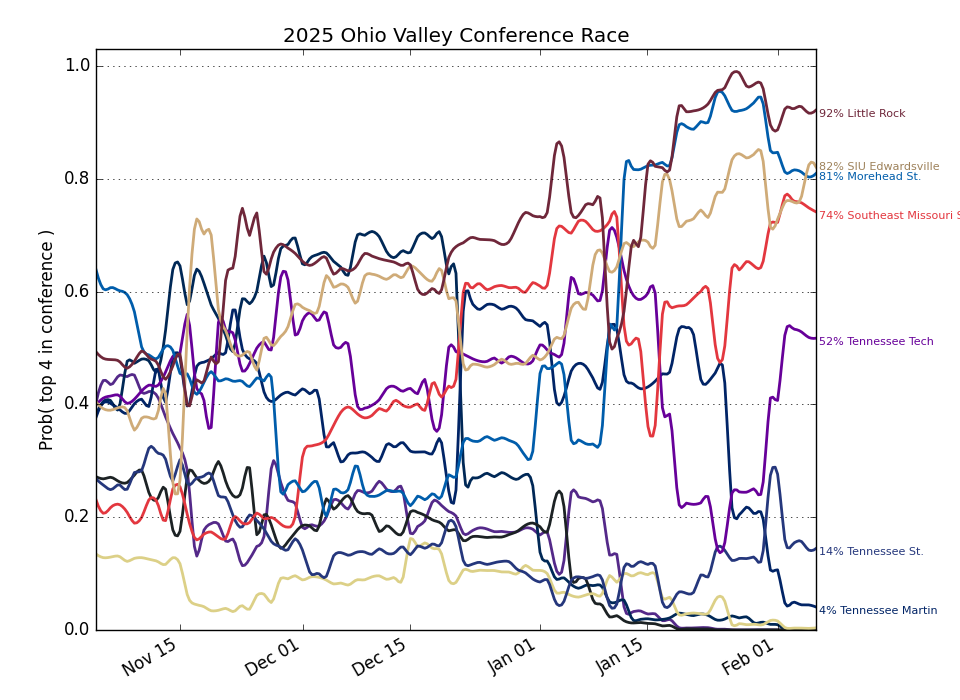 2025 Ohio Valley Conference Race
Prob( top 4 in conference )
1.0
0.8
0.6
0.4
0.2
0.0
Nov 15
Dec 01
Dec 15
Jan 01
Jan 15
Feb 01
92% Little Rock
82% SIU Edwardsville
81% Morehead St.
74% Southeast Missouri S
52% Tennessee Tech
14% Tennessee St.
4% Tennessee Martin